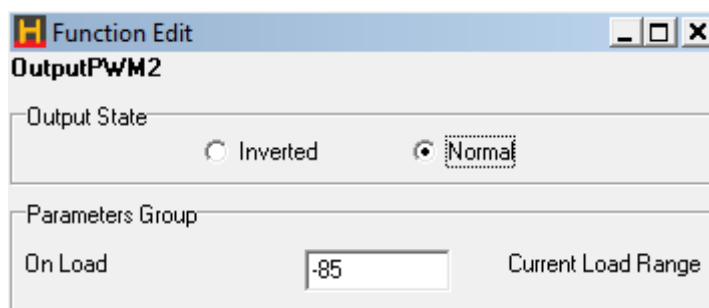 Function Edit
OutputPWM2
Output State
Inverted Normal
Parameters Group
On Load -85 Current Load Range